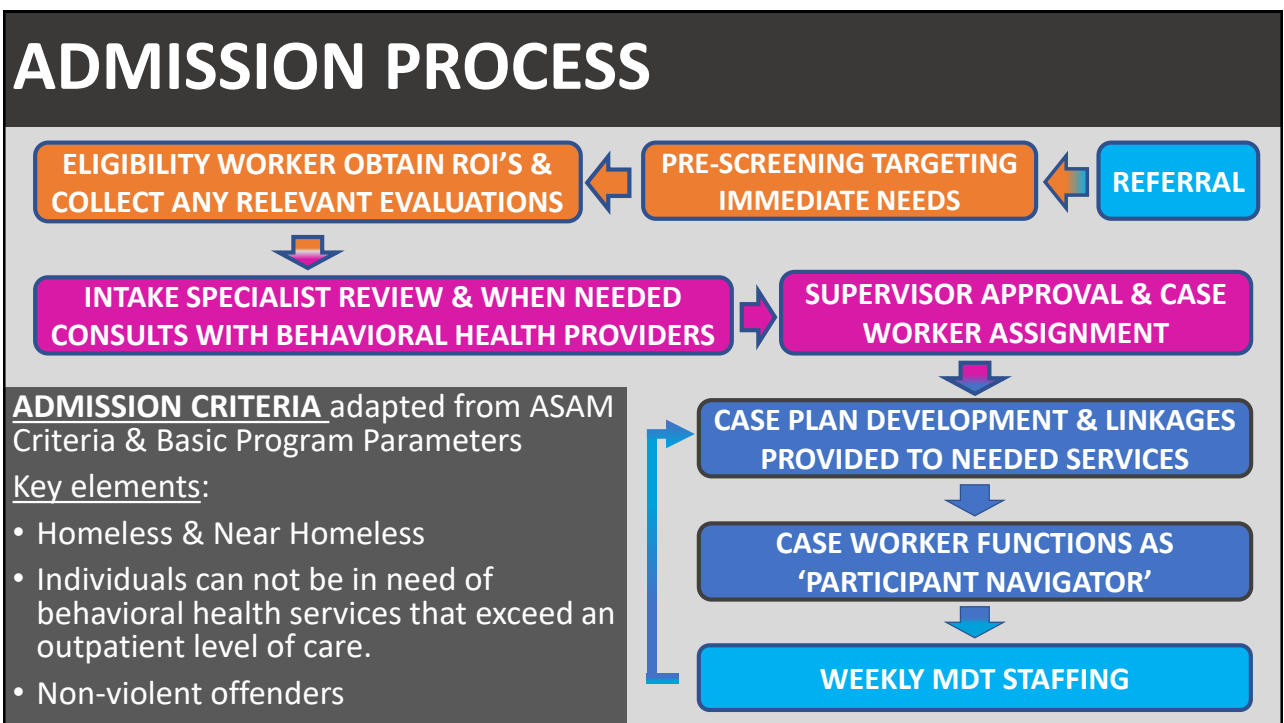 ADMISSION PROCESS
REFERRAL
PRE-SCREENING TARGETING
IMMEDIATE NEEDS
ELIGIBILITY WORKER OBTAIN ROI’S &
COLLECT ANY RELEVANT EVALUATIONS
INTAKE SPECIALIST REVIEW & WHEN NEEDED
CONSULTS WITH BEHAVIORAL HEALTH PROVIDERS
SUPERVISOR APPROVAL & CASE
WORKER ASSIGNMENT
CASE PLAN DEVELOPMENT & LINKAGES
PROVIDED TO NEEDED SERVICES
CASE WORKER FUNCTIONS AS
‘PARTICIPANT NAVIGATOR’
WEEKLY MDT STAFFING
ADMISSION CRITERIA adapted from ASAM
Criteria & Basic Program Parameters
Key elements:
• Homeless & Near Homeless
• Individuals can not be in need of
behavioral health services that exceed an
outpatient level of care.
• Non-violent offenders